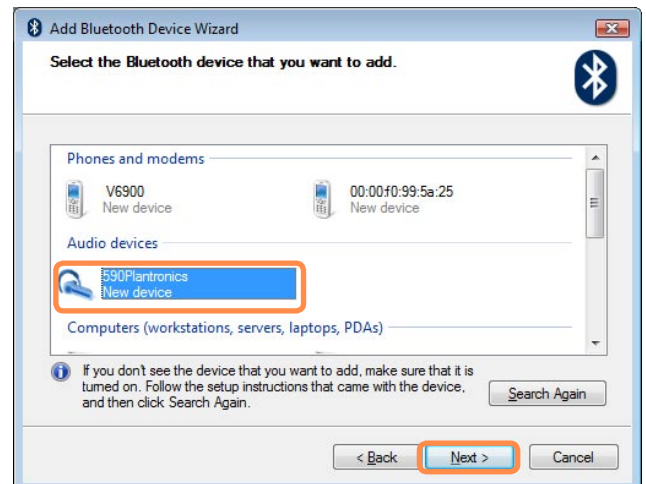 Add Bluetooth Device Wizard
Select the Bluetooth device that you want to add.
Phones and modems
V6900
New device
00:00:f0:99:5a:25
New device
Audio devices
590Plantronics
New device
Computers (workstations, servers, laptops, PDAs)
If you don't see the device that you want to add, make sure that it is
turned on. Follow the setup instructions that came with the device,
and then click Search Again.
Search Again
< Back
Next >
Cancel